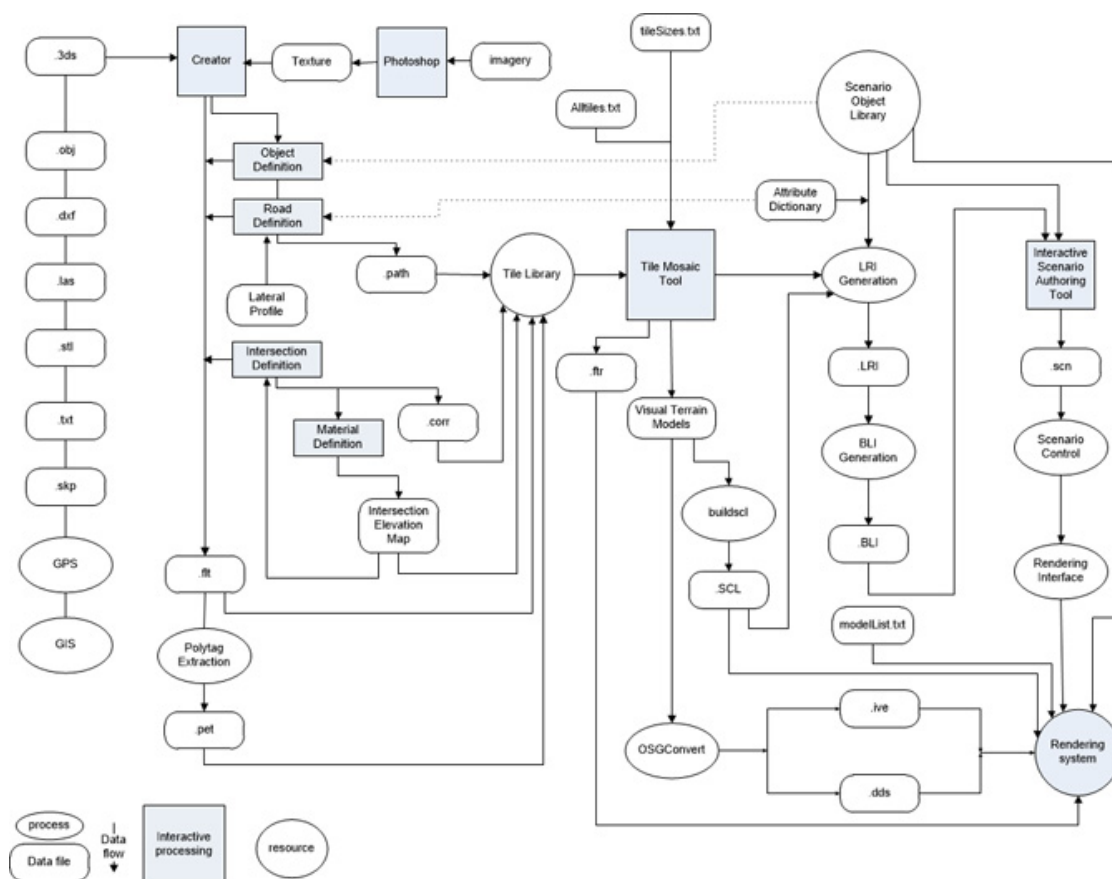 tileSizes.txt
.3ds
Creator
Texture
Photoshop
imagery
Scenario
Object
Library
Alltiles.txt
.obj
Object
Definition
Attribute
Dictionary
.dxf
Road
Definition
.path
Tile Library
Tile Mosaic
Tool
LRI
Generation
Interactive
Scenario
Authoring
Tool
.las
Lateral
Profile
.stl
Intersection
Definition
.ftr
.LRI
.scn
.txt
Material
Definition
.corr
Visual Terrain
Models
BLI
Generation
Scenario
Control
.skp
Intersection
Elevation
Map
buildscl
.BLI
GPS
.flt
.SCL
Rendering
Interface
modelList.txt
GIS
Polytag
Extraction
.pet
.ive
OSGConvert
Rendering
system
.dds
process
Data
flow
Data file
Interactive
processing
resource